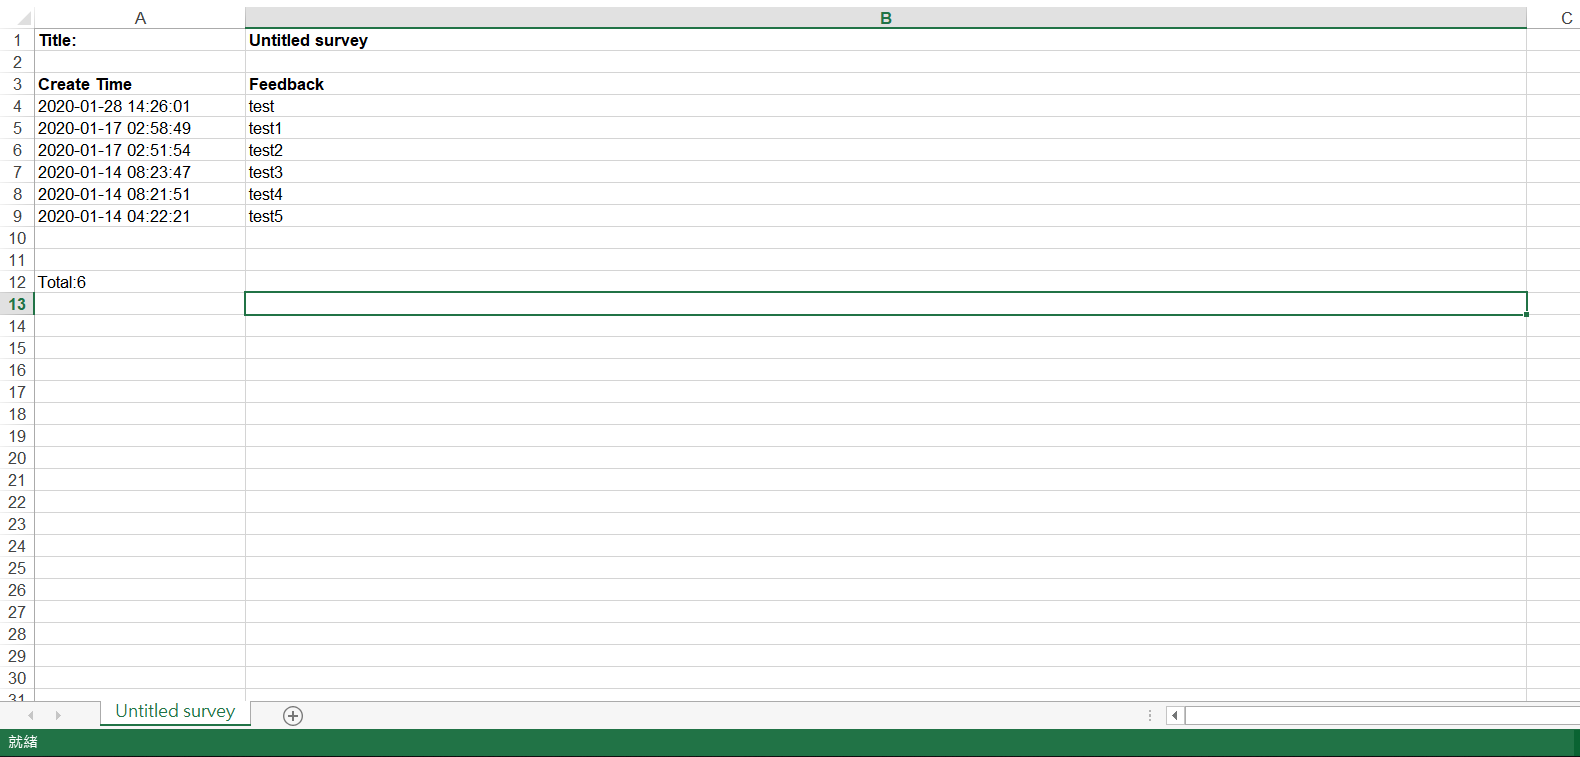 A B C
1 Title: Untitled survey
2
3 Create Time Feedback
4 2020-01-28 14:26:01 test
5 2020-01-17 02:58:49 test1
6 2020-01-17 02:51:54 test2
7 2020-01-14 08:23:47 test3
8 2020-01-14 08:21:51 test4
9 2020-01-14 04:22:21 test5
10
11
12 Total:6
13
14
15
16
17
18
19
20
21
22
23
24
25
26
27
28
29
30
31
Untitled survey
就緒